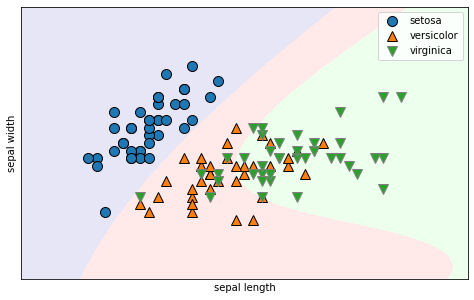 setosa
versicolor
virginica
sepal width
sepal length